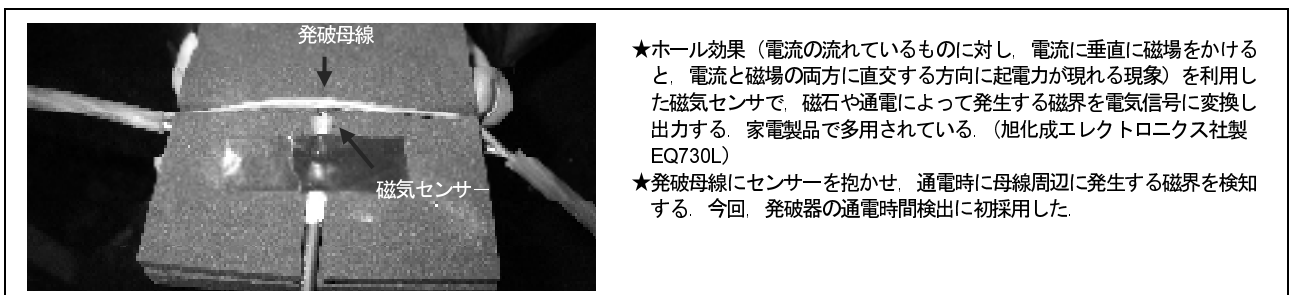 発破母線
磁気センサー
★ホール効果（電流の流れているものに対し，電流に垂直に磁場をかける
と，電流と磁場の両方に直交する方向に起電力が現れる現象）を利用し
た磁気センサで，磁石や通電によって発生する磁界を電気信号に変換し
出力する．家電製品で多用されている．（旭化成エレクトロニクス社製
EQ730L）
★発破母線にセンサーを抱かせ，通電時に母線周辺に発生する磁界を検知
する．今回，発破器の通電時間検出に初採用した．